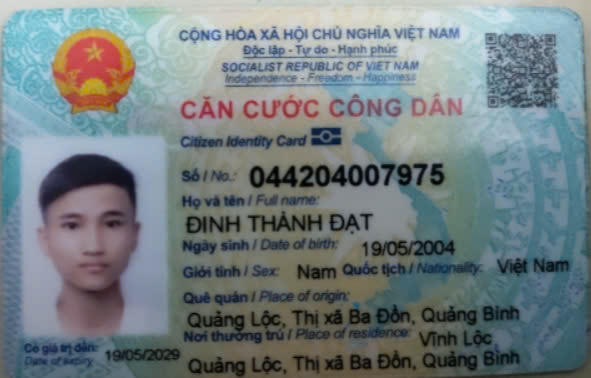 CỘNG HÒA XÃ HỘI CHỦ NGHĨA VIỆT NAM
Độc lập - Tự do - Hạnh phúc
SOCIALIST REPUBLIC OF VIET NAM
Independence - Freedom - Happiness
CĂN CƯỚC CÔNG DÂN
Citizen Identity Card
Số / No.: 044204007975
Họ và tên / Full name:
ĐINH THÀNH ĐẠT
Ngày sinh / Date of birth: 19/05/2004
Giới tính / Sex: Nam Quốc tịch / Nationality: Việt Nam
Quê quán / Place of origin:
Quảng Lộc, Thị xã Ba Đồn, Quảng Bình
Nơi thường trú / Place of residence: Vĩnh Lộc
Quảng Lộc, Thị xã Ba Đồn, Quảng Bình
Có giá trị đến: 19/05/2029
Date of expiry